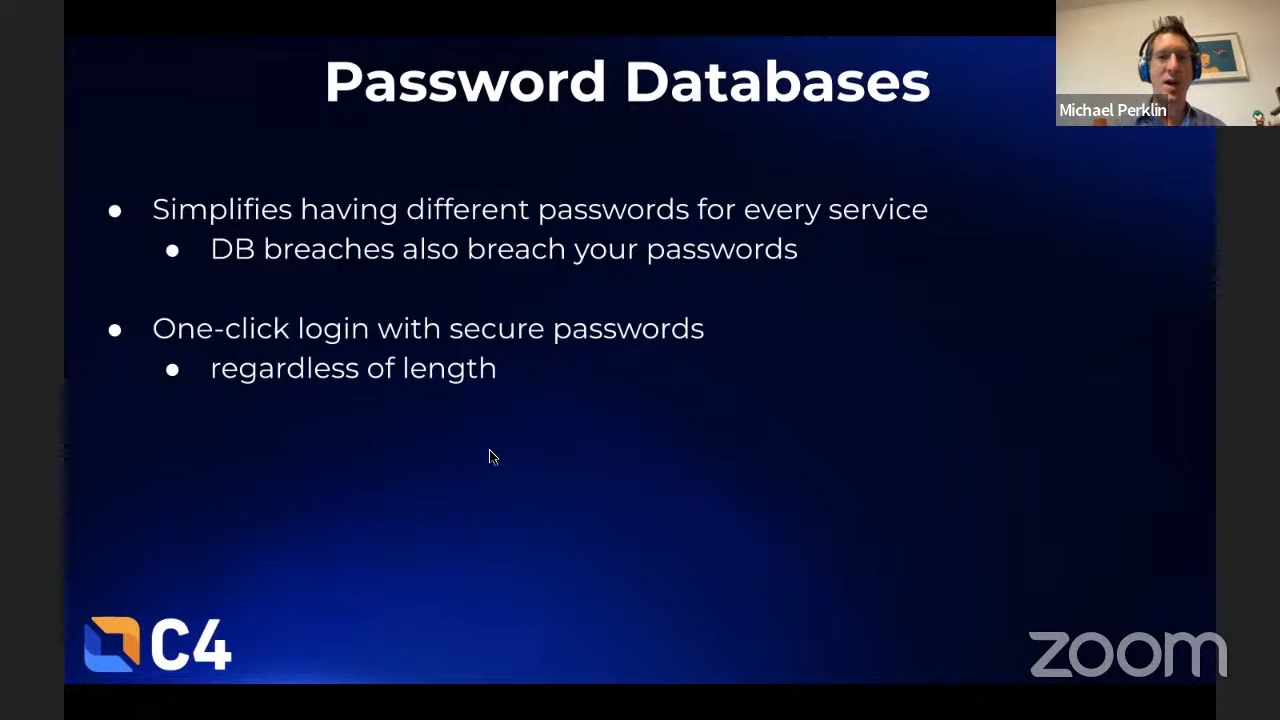 Password Databases
Michael Perklin
Simplifies having different passwords for every service
DB breaches also breach your passwords
One-click login with secure passwords
regardless of length
C4
zoom